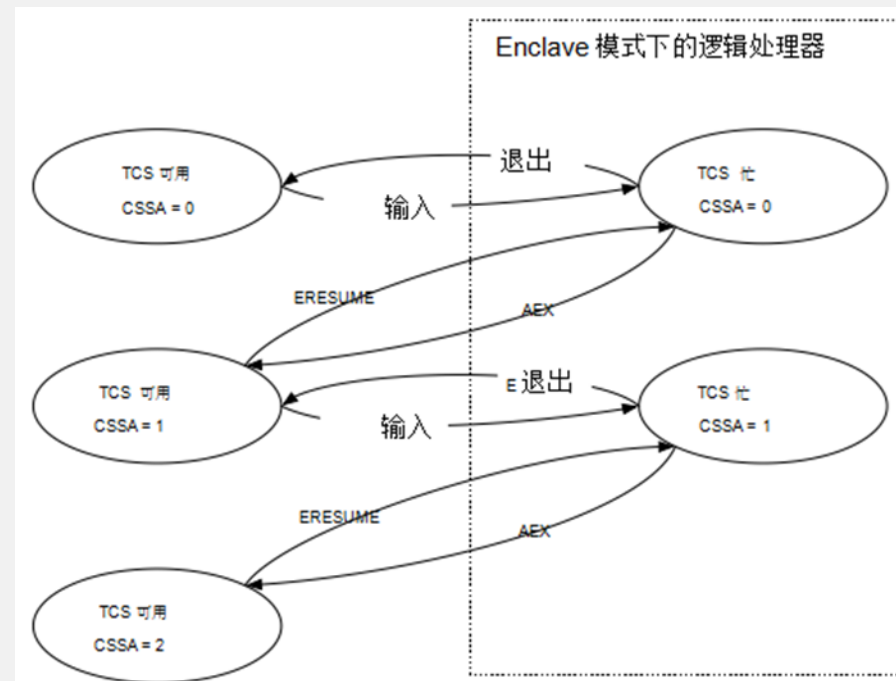 Enclave 模式下的逻辑处理器
TCS 可用
CSSA = 0
退出
输入
TCS 忙
CSSA = 0
ERESUME
AEX
TCS 可用
CSSA = 1
E 退出
输入
TCS 忙
CSSA = 1
ERESUME
AEX
TCS 可用
CSSA = 2